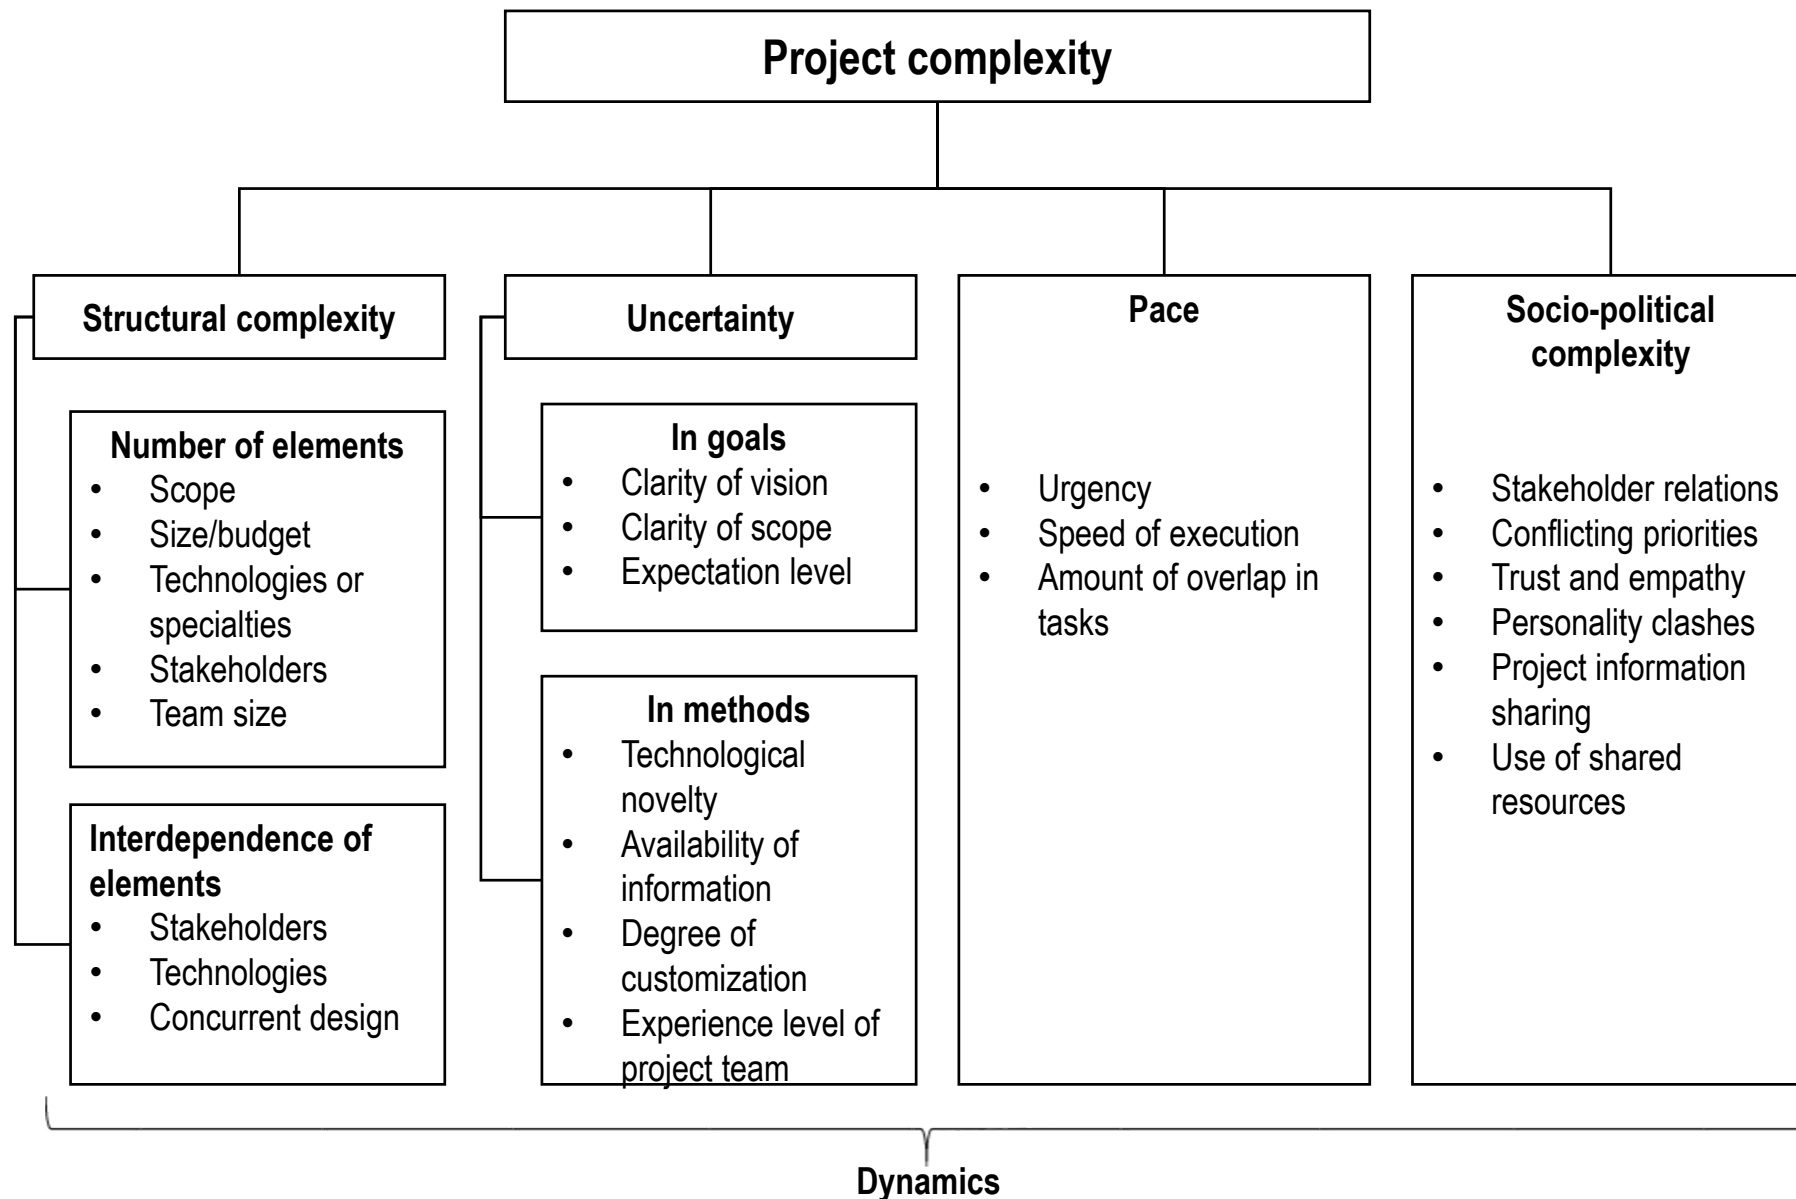 Project complexity
Structural complexity
Number of elements
• Scope
• Size/budget
• Technologies or
specialties
• Stakeholders
• Team size
Interdependence of
elements
• Stakeholders
• Technologies
• Concurrent design
Uncertainty
In goals
• Clarity of vision
• Clarity of scope
• Expectation level
In methods
• Technological
novelty
• Availability of
information
• Degree of
customization
• Experience level of
project team
Pace
• Urgency
• Speed of execution
• Amount of overlap in
tasks
Socio-political
complexity
• Stakeholder relations
• Conflicting priorities
• Trust and empathy
• Personality clashes
• Project information
sharing
• Use of shared
resources
Dynamics